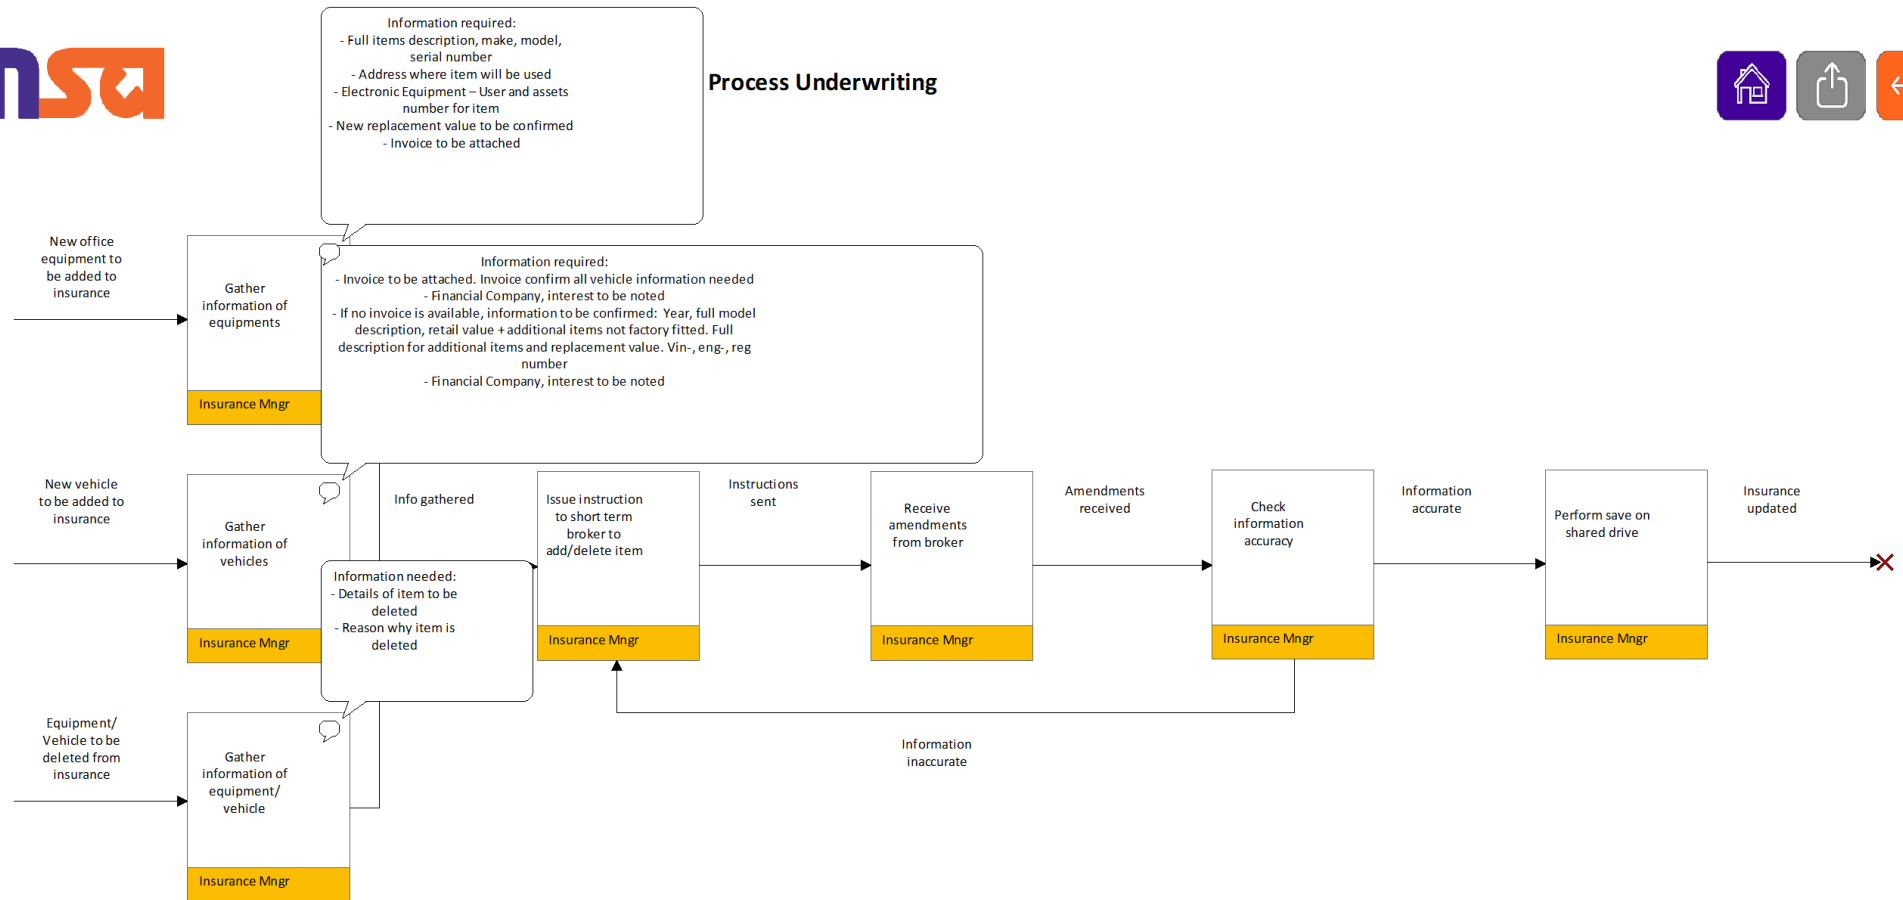 nsa
Process Underwriting
Information required:
- Full items description, make, model,
serial number
- Address where item will be used
- Electronic Equipment – User and assets
number for item
- New replacement value to be confirmed
- Invoice to be attached
New office
equipment to
be added to
insurance
Gather
information of
equipments
Insurance Mngr
Information required:
- Invoice to be attached. Invoice confirm all vehicle information needed
- Financial Company, interest to be noted
- If no invoice is available, information to be confirmed: Year, full model
description, retail value + additional items not factory fitted. Full
description for additional items and replacement value. Vin-, eng-, reg
number
- Financial Company, interest to be noted
New vehicle
to be added to
insurance
Gather
information of
vehicles
Insurance Mngr
Info gathered
Information needed:
- Details of item to be
deleted
- Reason why item is
deleted
Issue instruction
to short term
broker to
add/delete item
Insurance Mngr
Instructions
sent
Receive
amendments
from broker
Insurance Mngr
Amendments
received
Check
information
accuracy
Insurance Mngr
Information
accurate
Perform save on
shared drive
Insurance Mngr
Insurance
updated
Information
inaccurate
Equipment/
Vehicle to be
deleted from
insurance
Gather
information of
equipment/
vehicle
Insurance Mngr